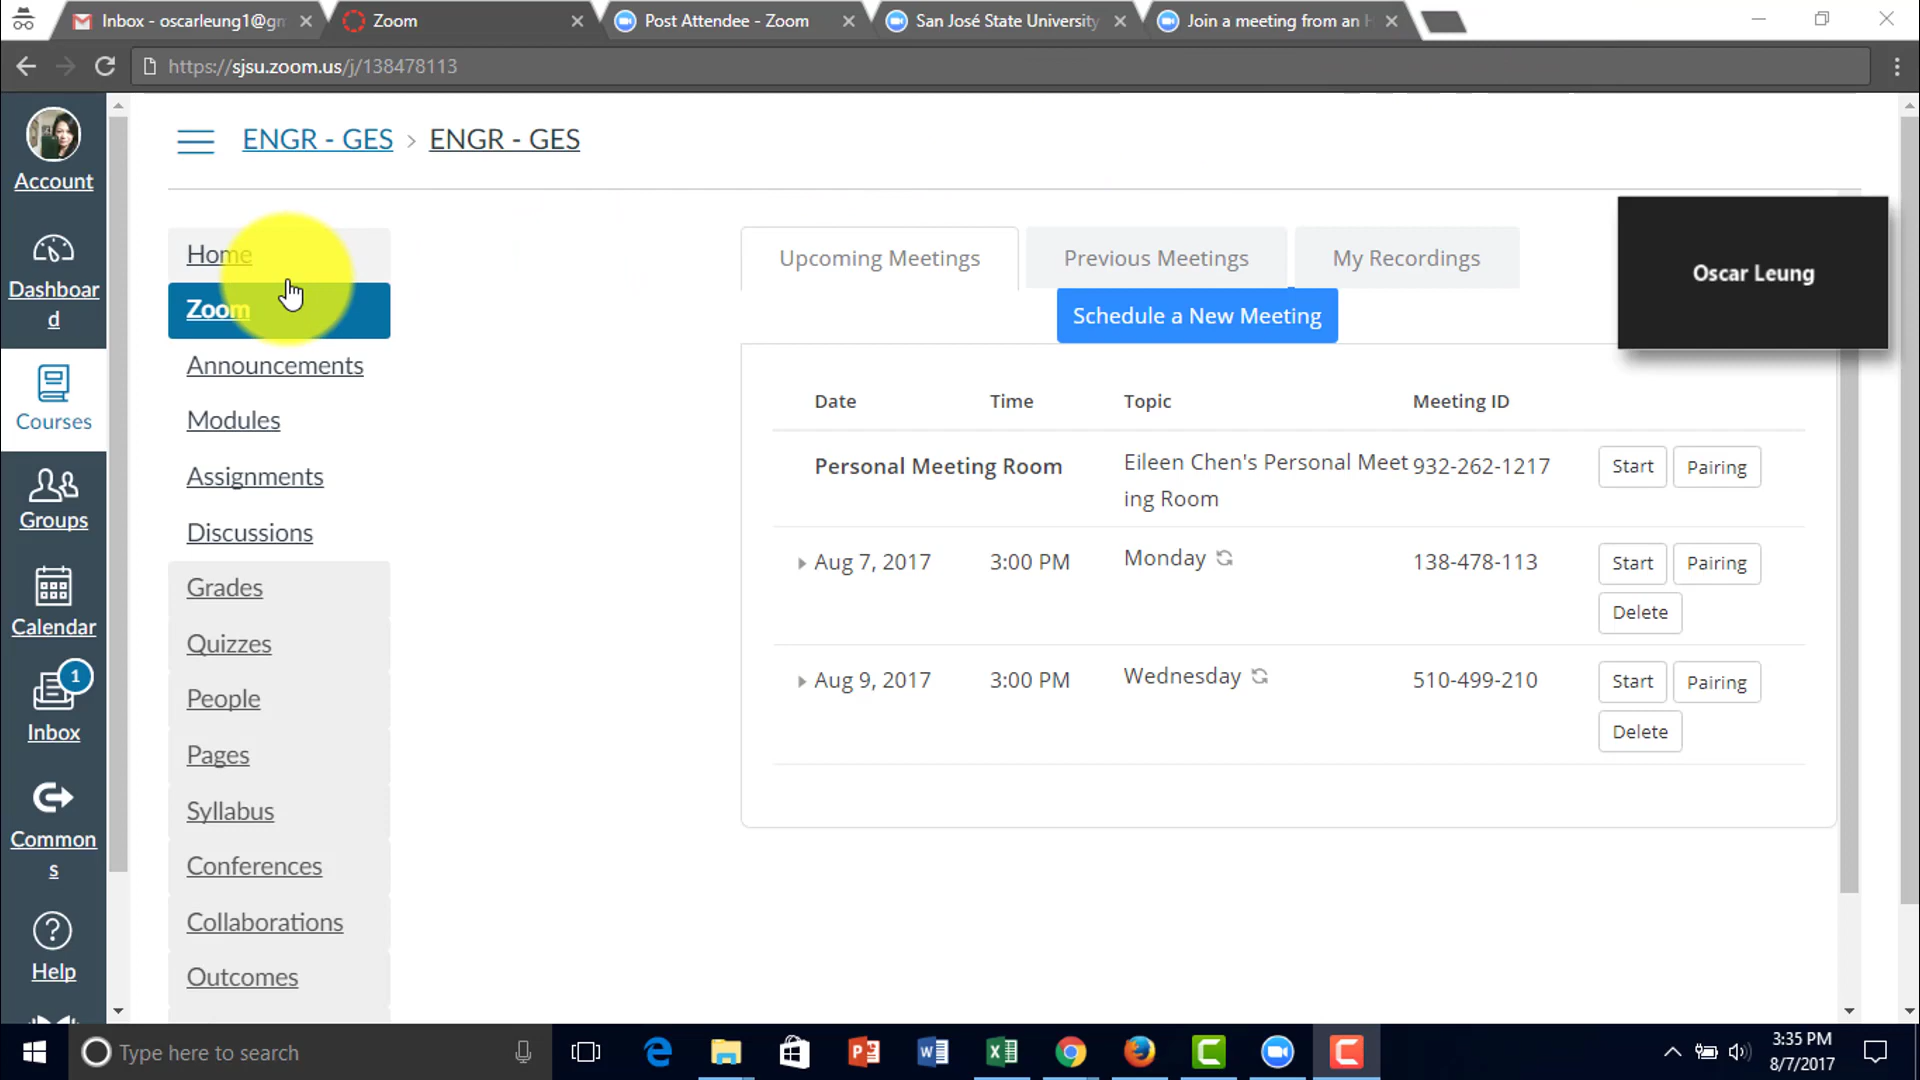 Inbox - oscarleung1@gm
Zoom
Post Attendee - Zoom
San José State University
Join a meeting from an H
https://sjsu.zoom.us/j/138478113
Account
Dashboar
d
Courses
Groups
Calendar
1
Inbox
Common
s
Help
ENGR - GES > ENGR - GES
Home
Zoom
Announcements
Modules
Assignments
Discussions
Grades
Quizzes
People
Pages
Syllabus
Conferences
Collaborations
Outcomes
Upcoming Meetings
Previous Meetings
My Recordings
Schedule a New Meeting
Oscar Leung
Date Time Topic Meeting ID
Personal Meeting Room Eileen Chen's Personal Meet 932-262-1217 Start Pairing
ing Room
Aug 7, 2017 3:00 PM Monday 138-478-113 Start Pairing
Delete
Aug 9, 2017 3:00 PM Wednesday 510-499-210 Start Pairing
Delete
Type here to search
3:35 PM
8/7/2017